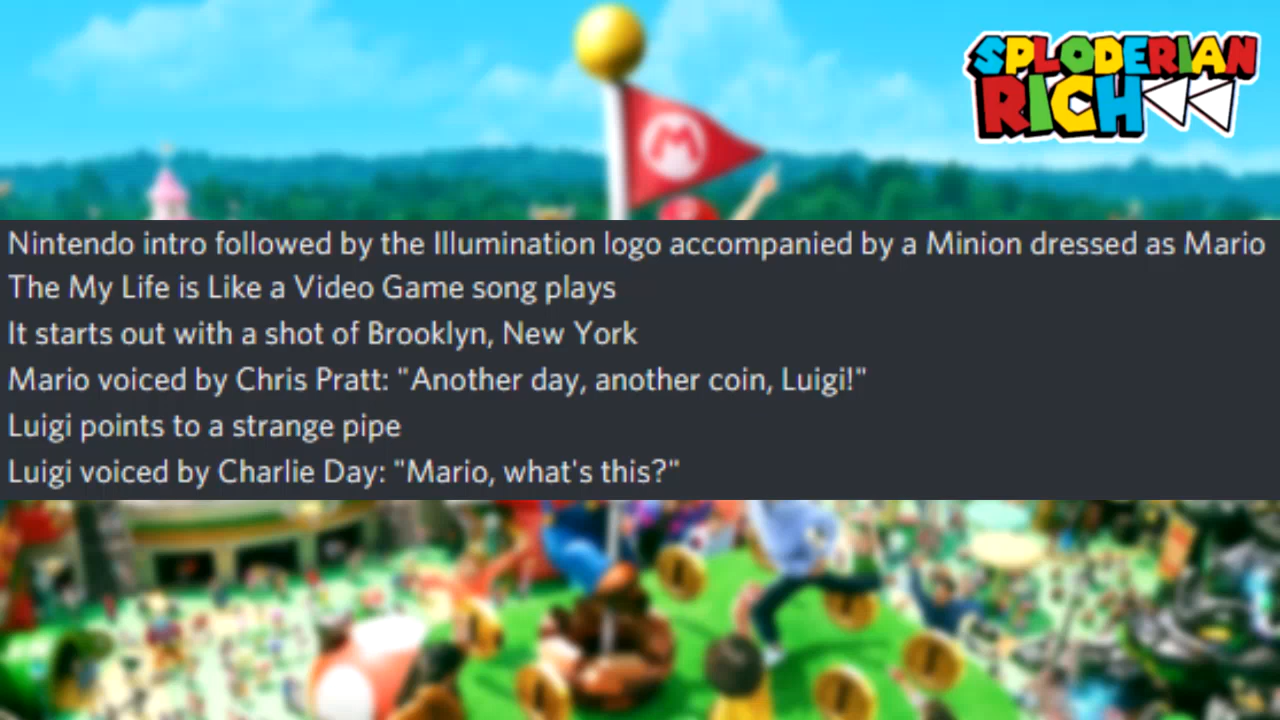 SPLODERIAN
RICH
M
Nintendo intro followed by the Illumination logo accompanied by a Minion dressed as Mario
The My Life is Like a Video Game song plays
It starts out with a shot of Brooklyn, New York
Mario voiced by Chris Pratt: "Another day, another coin, Luigi!"
Luigi points to a strange pipe
Luigi voiced by Charlie Day: "Mario, what's this?"